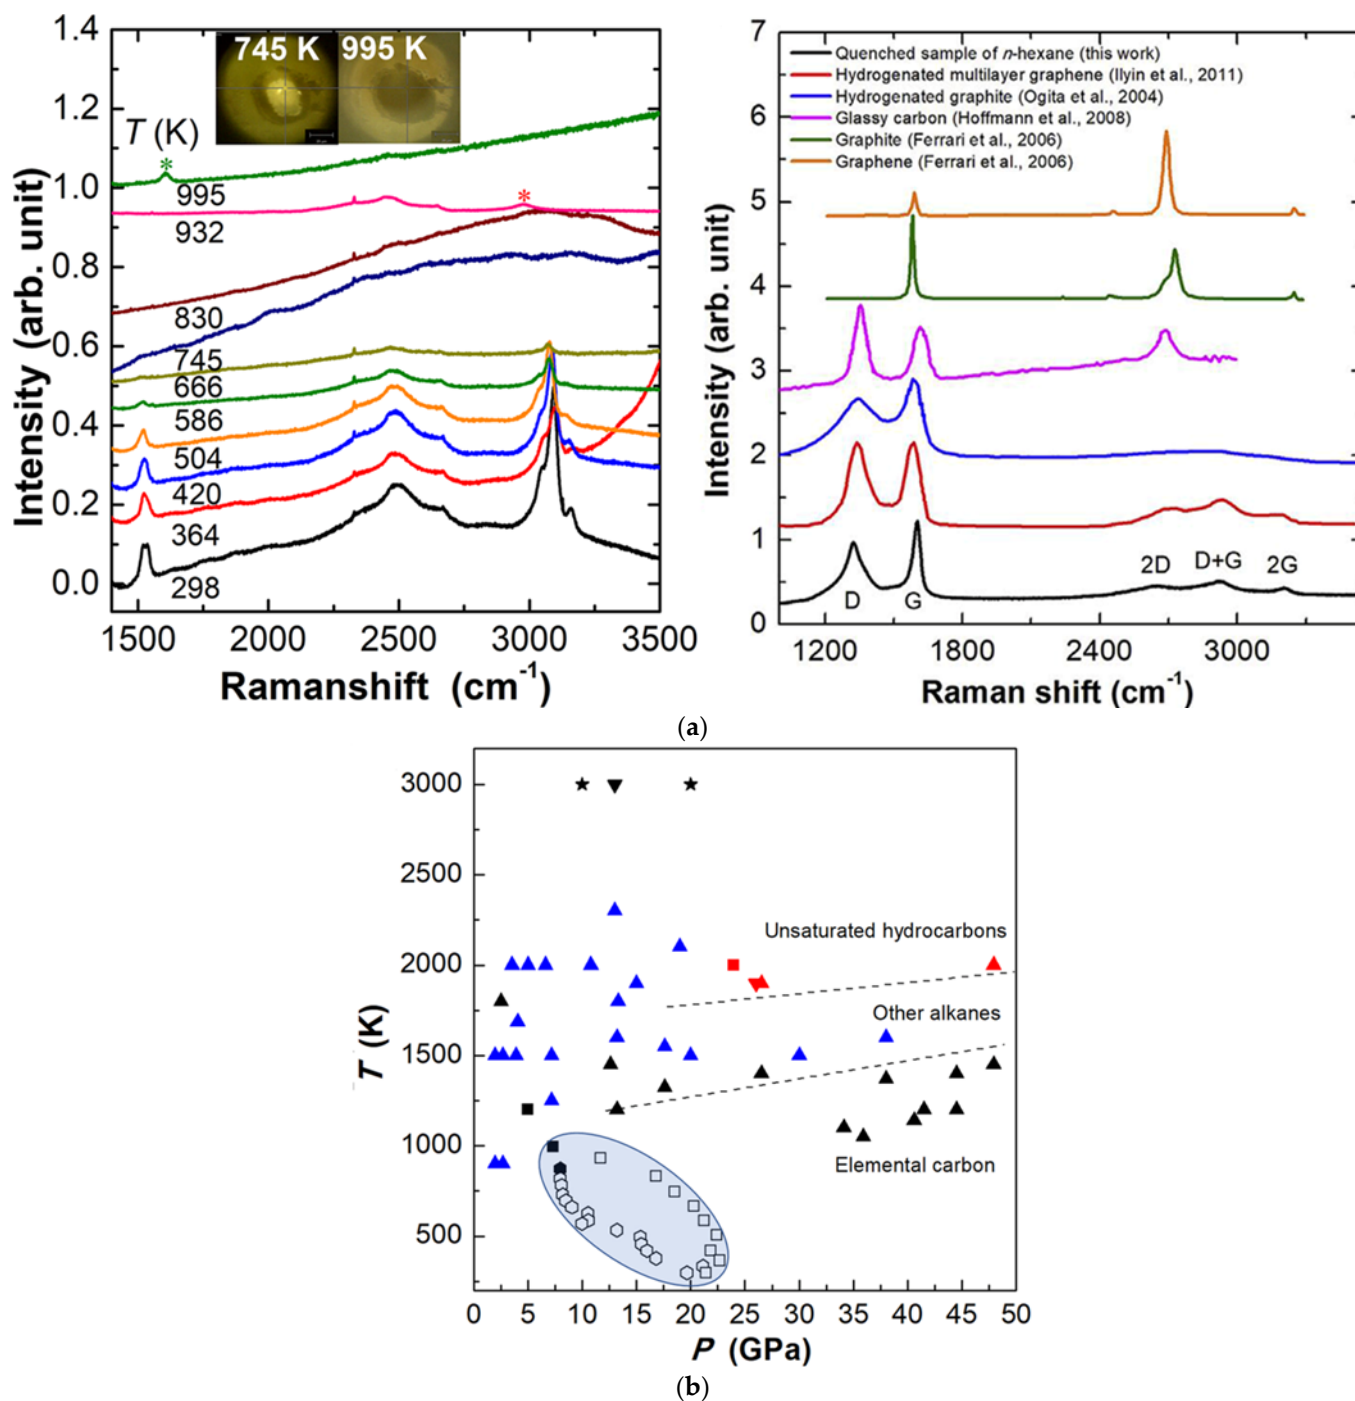 1.4
1.2
1.0
0.8
0.6
0.4
0.2
0.0
Intensity (arb. unit)
745 K
995 K
T (K)
*
*
995
932
830
745
666
586
504
420
364
298
1500
2000
2500
3000
3500
Ramanshift (cm-1)
7
6
5
4
3
2
1
0
Intensity (arb. unit)
Quenched sample of n-hexane (this work)
Hydrogenated multilayer graphene (Ilyin et al., 2011)
Hydrogenated graphite (Ogita et al., 2004)
Glassy carbon (Hoffmann et al., 2008)
Graphite (Ferrari et al., 2006)
Graphene (Ferrari et al., 2006)
2D
D+G
2G
D
G
1200
1800
2400
3000
Raman shift (cm-1)
(a)
3000
2500
2000
1500
1000
500
T (K)
Unsaturated hydrocarbons
Other alkanes
Elemental carbon
0
5
10
15
20
25
30
35
40
45
50
P (GPa)
(b)